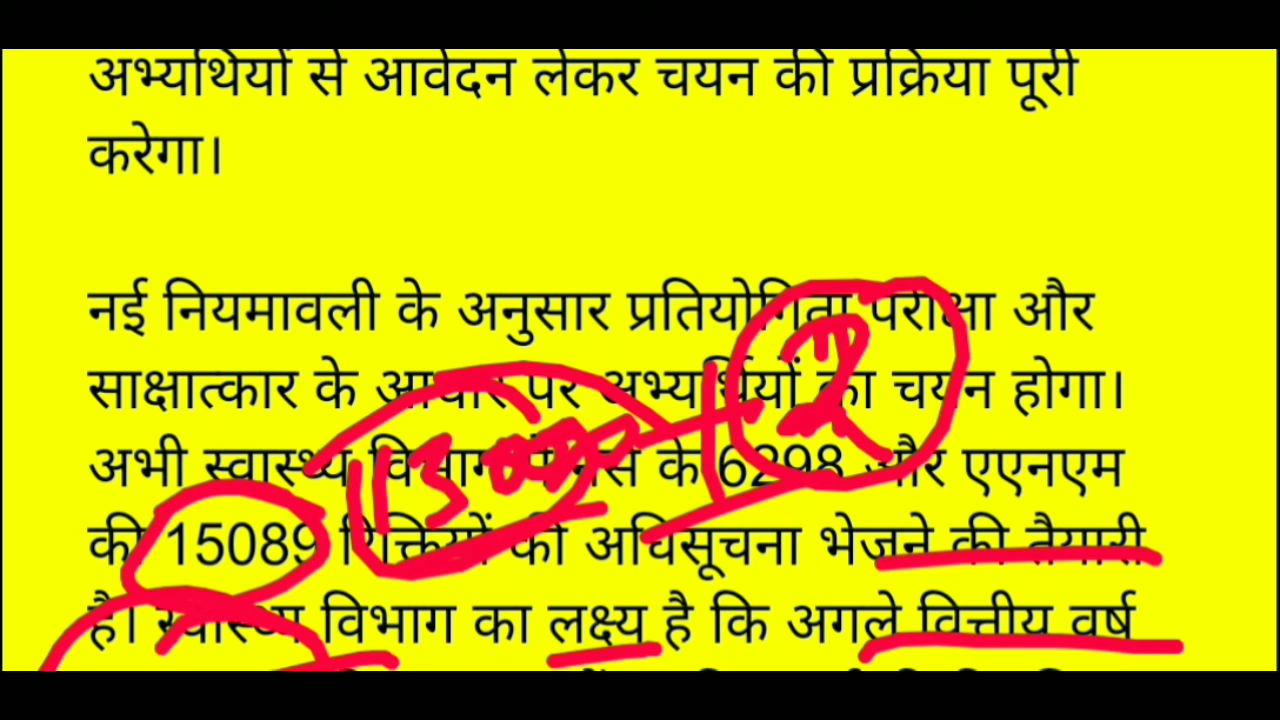 अभ्यर्थियों से आवेदन लेकर चयन की प्रक्रिया पूरी
करेगा।
नई नियमावली के अनुसार प्रतियोगिता परीक्षा और
साक्षात्कार के आधार पर अभ्यर्थियों का चयन होगा।
अभी स्वास्थ्य विभाग में नर्स के 6298 और एएनएम
की 15089 रिक्तियों की अधिसूचना भेजने की तैयारी
है। स्वास्थ्य विभाग का लक्ष्य है कि अगले वित्तीय वर्ष